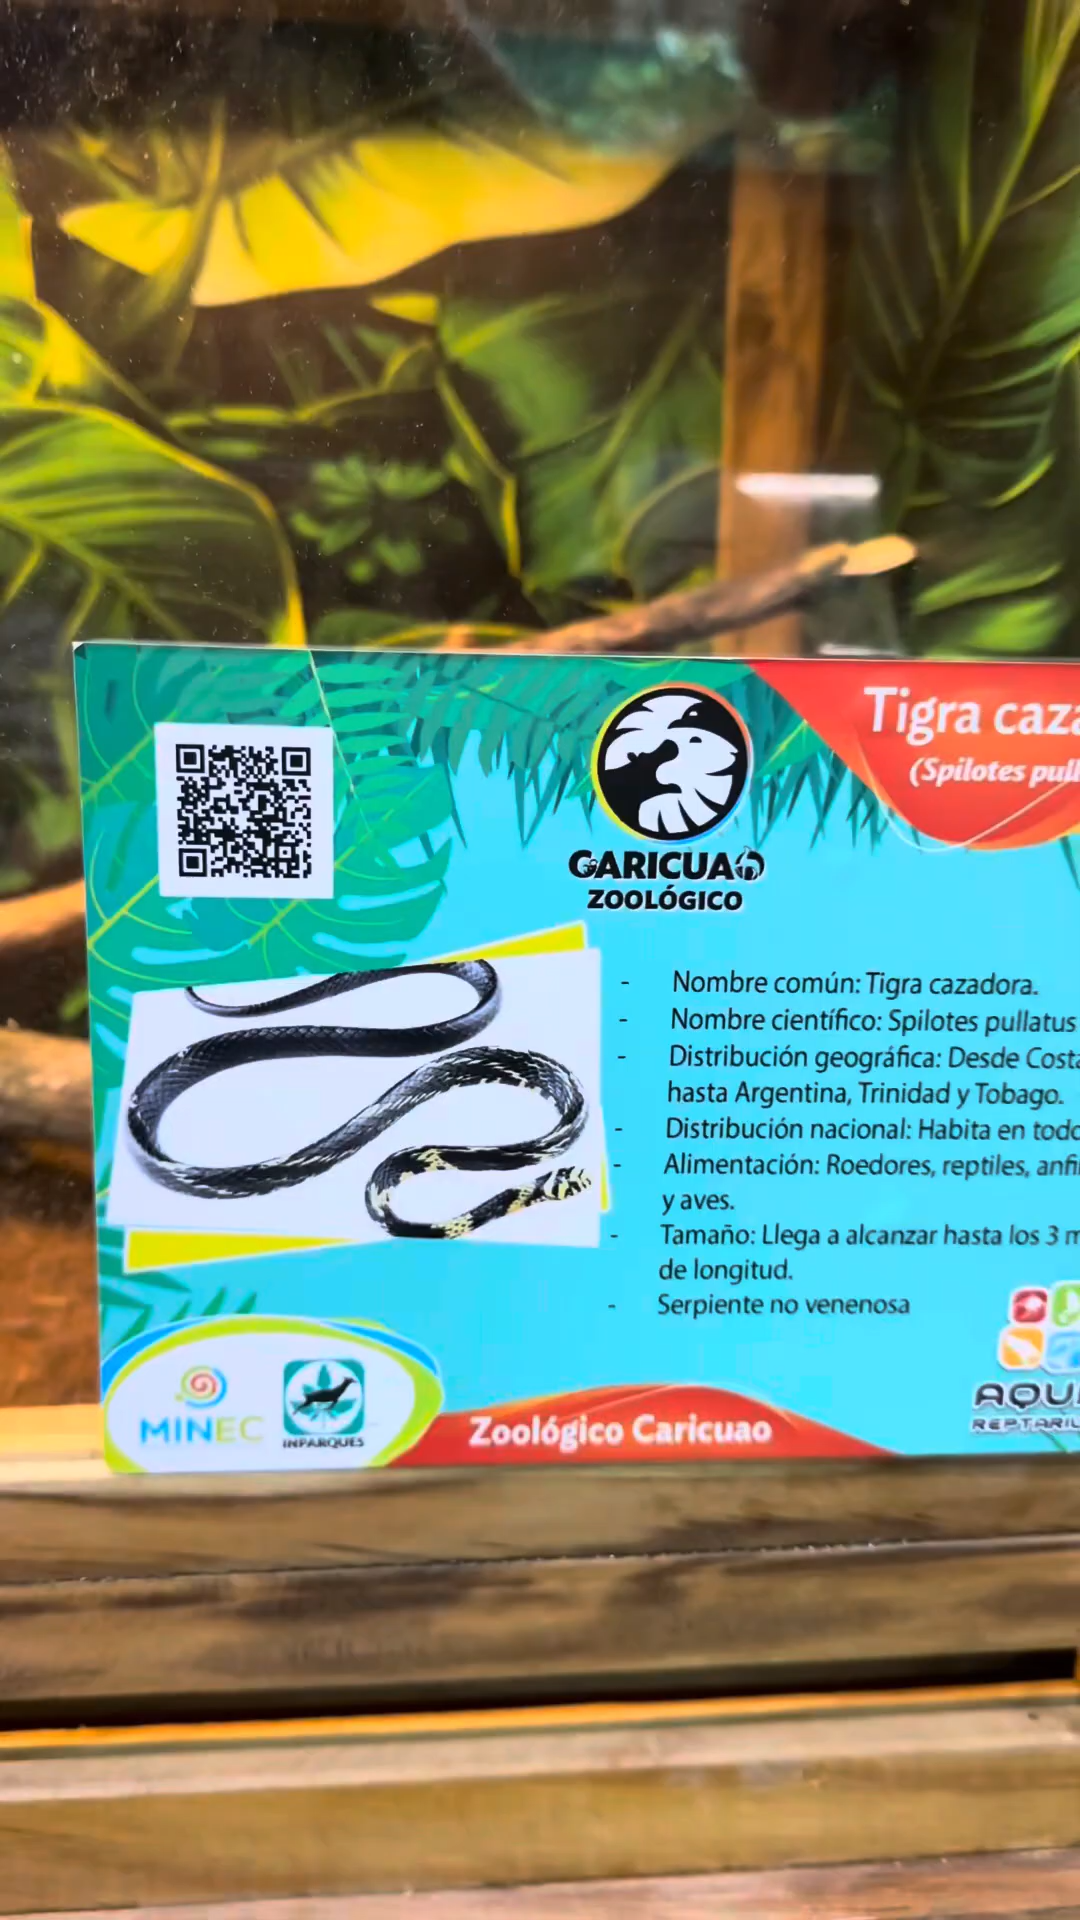 Tigra caza
(Spilotes pull
CARICUAO
ZOOLÓGICO
- Nombre común: Tigra cazadora.
- Nombre científico: Spilotes pullatus
- Distribución geográfica: Desde Costa
hasta Argentina, Trinidad y Tobago.
- Distribución nacional: Habita en todo
- Alimentación: Roedores, reptiles, anfi
y aves.
- Tamaño: Llega a alcanzar hasta los 3 m
de longitud.
- Serpiente no venenosa
MINEC
INPARQUES
Zoológico Caricuao
AQU
REPTARIU